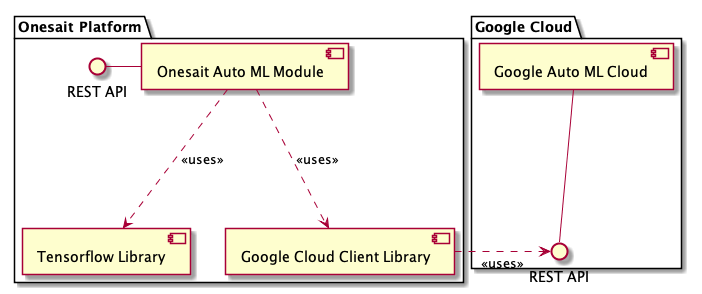 Onesait Platform
Google Cloud
REST API
Onesait Auto ML Module
Google Auto ML Cloud
«uses»
«uses»
Tensorflow Library
Google Cloud Client Library
«uses»
REST API